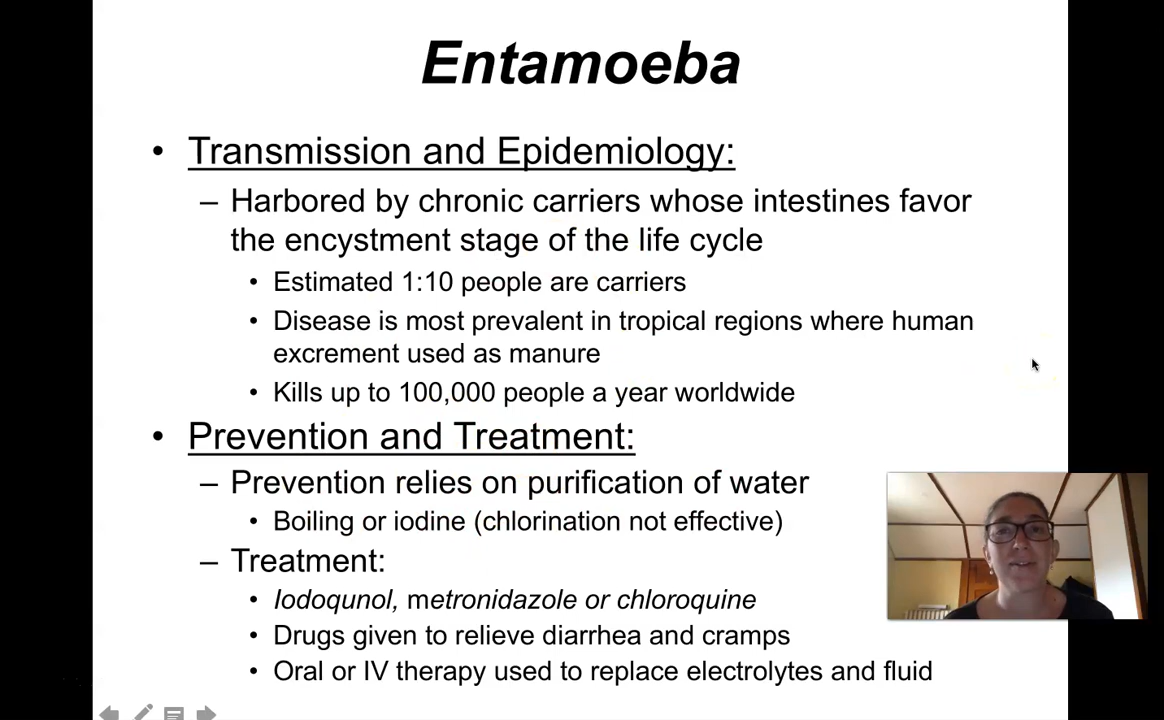 Entamoeba
• Transmission and Epidemiology:
– Harbored by chronic carriers whose intestines favor
the encystment stage of the life cycle
• Estimated 1:10 people are carriers
• Disease is most prevalent in tropical regions where human
excrement used as manure
• Kills up to 100,000 people a year worldwide
• Prevention and Treatment:
– Prevention relies on purification of water
• Boiling or iodine (chlorination not effective)
– Treatment:
• Iodoqunol, metronidazole or chloroquine
• Drugs given to relieve diarrhea and cramps
• Oral or IV therapy used to replace electrolytes and fluid